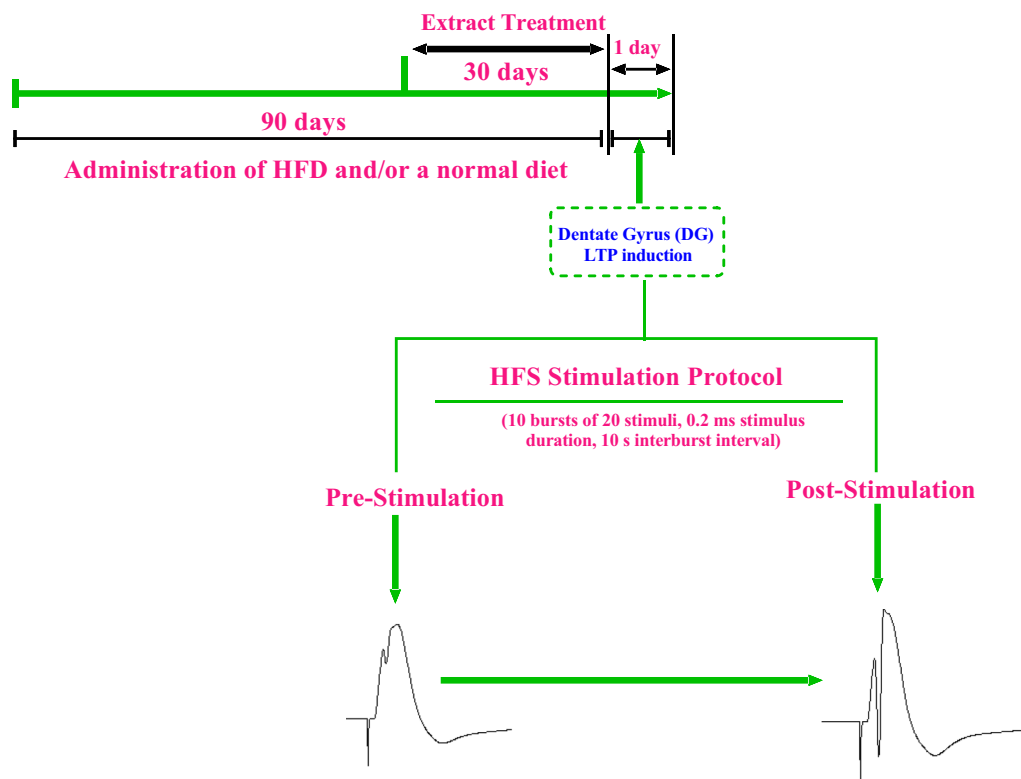 Extract Treatment
1 day
30 days
90 days
Administration of HFD and/or a normal diet
Dentate Gyrus (DG)
LTP induction
HFS Stimulation Protocol
(10 bursts of 20 stimuli, 0.2 ms stimulus
duration, 10 s interburst interval)
Pre-Stimulation
Post-Stimulation